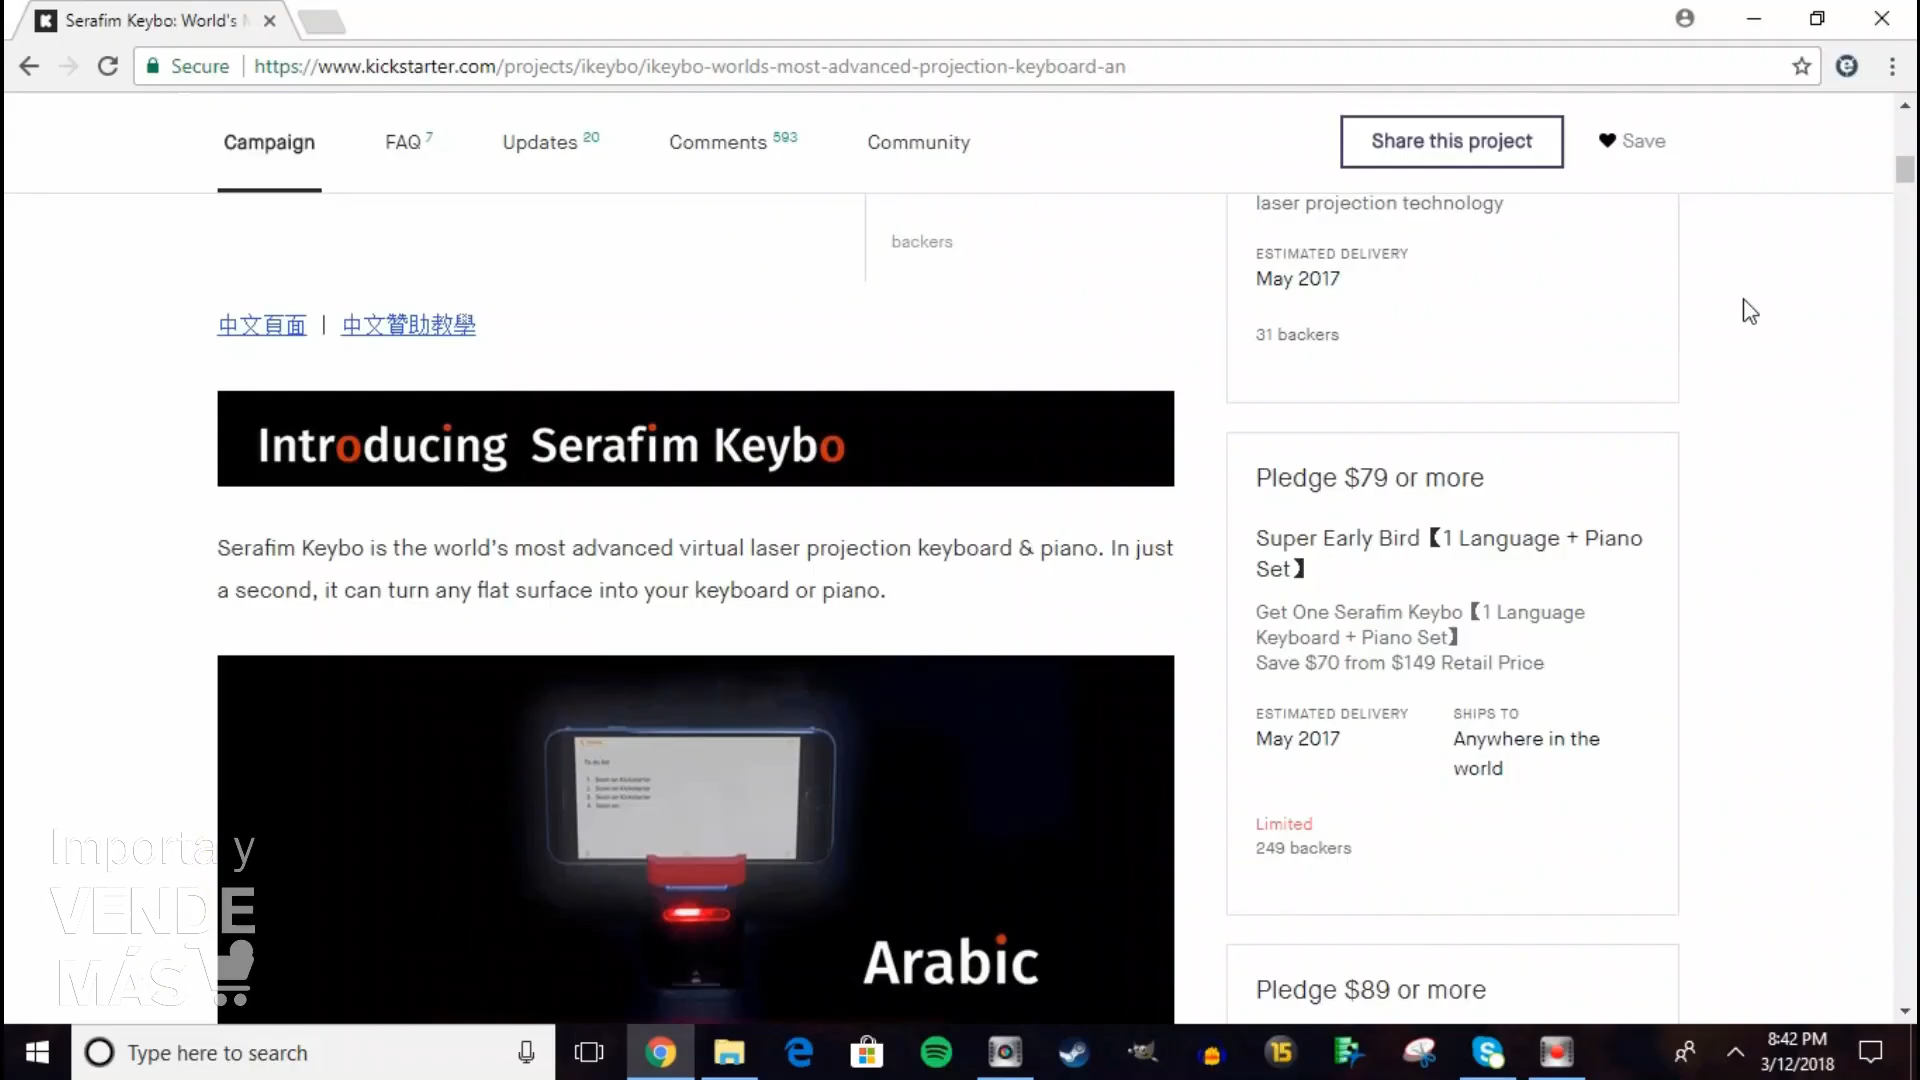 Serafim Keybo: World's
Secure
https://www.kickstarter.com/projects/ikeybo/ikeybo-worlds-most-advanced-projection-keyboard-an
Campaign
FAQ 7
Updates 20
Comments 593
Community
Share this project
Save
backers
laser projection technology
ESTIMATED DELIVERY
May 2017
31 backers
中文頁面 | 中文贊助教學
Introducing Serafim Keybo
Serafim Keybo is the world's most advanced virtual laser projection keyboard & piano. In just
a second, it can turn any flat surface into your keyboard or piano.
Pledge $79 or more
Super Early Bird【1 Language + Piano
Set】
Get One Serafim Keybo【1 Language
Keyboard + Piano Set】
Save $70 from $149 Retail Price
ESTIMATED DELIVERY
May 2017
SHIPS TO
Anywhere in the
world
Limited
249 backers
To do list
Arabic
Pledge $89 or more
Importa y
VENDE
MÁS
Type here to search
15
8:42 PM
3/12/2018